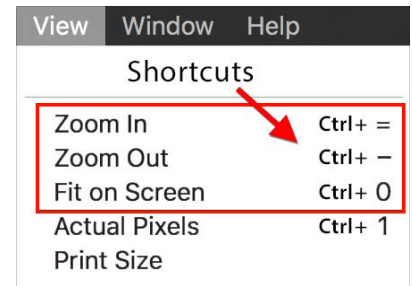 View Window Help
Shortcuts
Zoom In Ctrl+ =
Zoom Out Ctrl+ –
Fit on Screen Ctrl+ 0
Actual Pixels Ctrl+ 1
Print Size